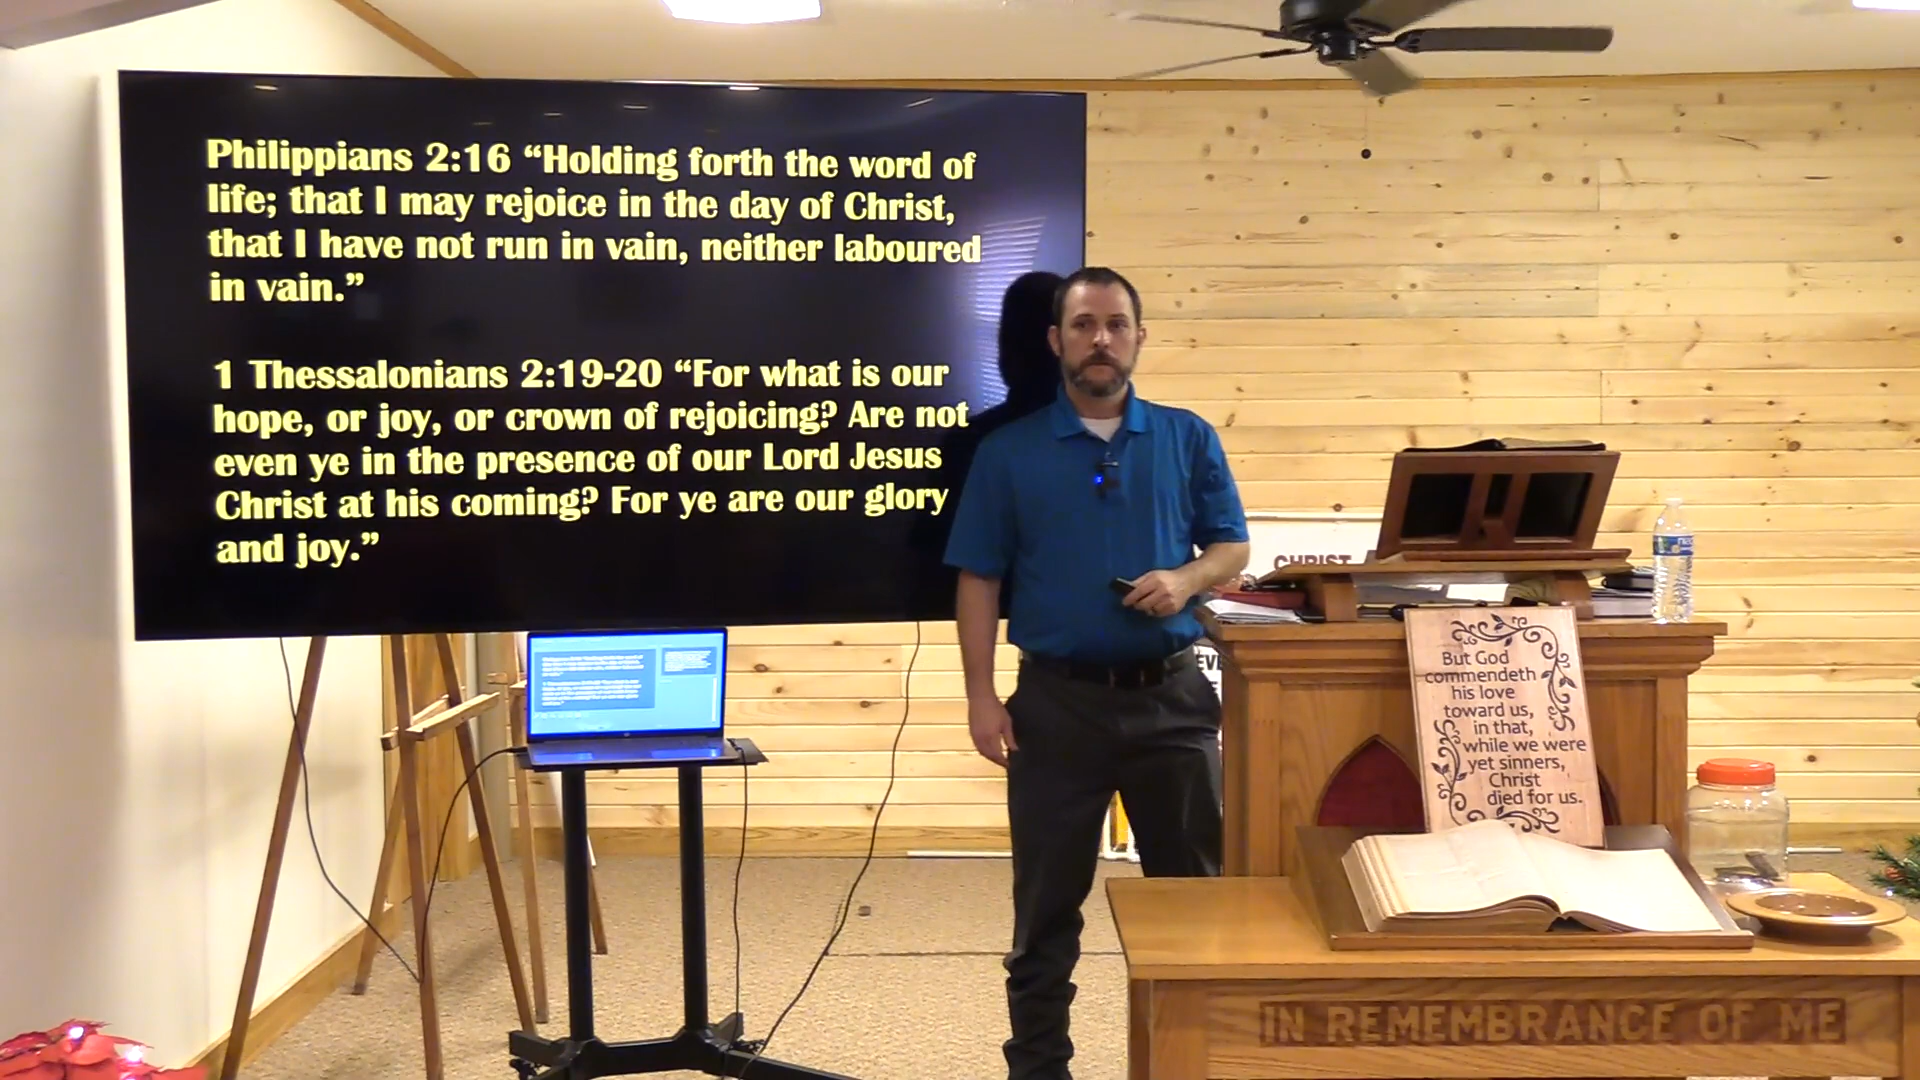 Philippians 2:16 “Holding forth the word of
life; that I may rejoice in the day of Christ,
that I have not run in vain, neither laboured
in vain.”
1 Thessalonians 2:19-20 “For what is our
hope, or joy, or crown of rejoicing? Are not
even ye in the presence of our Lord Jesus
Christ at his coming? For ye are our glory
and joy.”
CHRIST
But God
commendeth
his love
toward us,
in that,
while we were
yet sinners,
Christ
died for us.
IN REMEMBRANCE OF ME